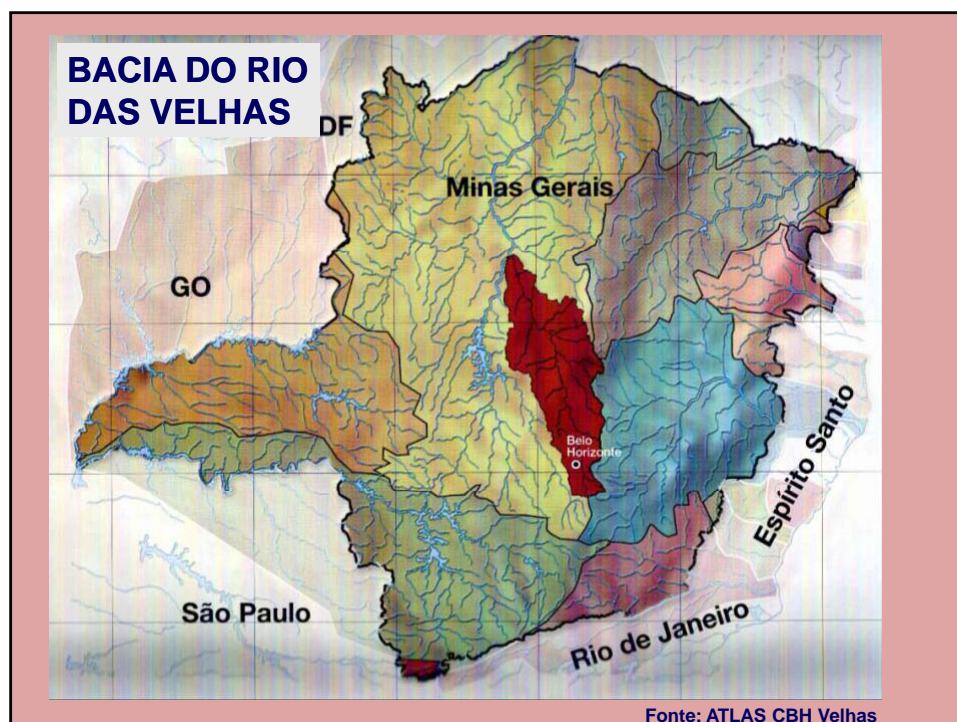 BACIA DO RIO
DAS VELHAS
DF
Minas Gerais
GO
Belo
Horizonte
Espírito Santo
São Paulo
Rio de Janeiro
Fonte: ATLAS CBH Velhas